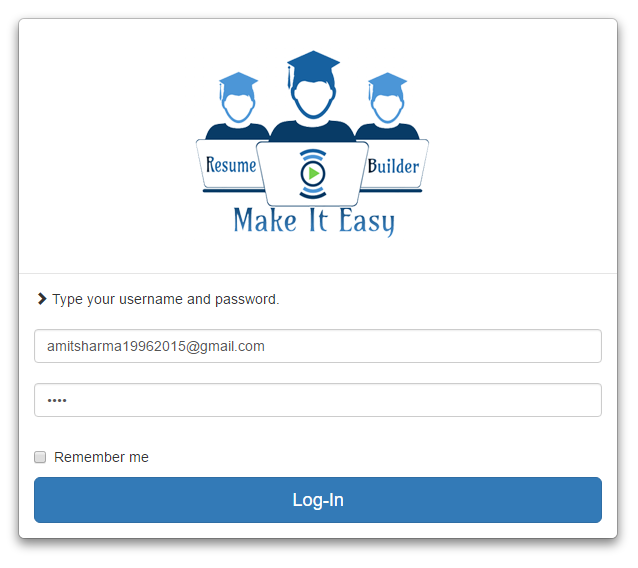 Resume
Builder
Make It Easy
Type your username and password.
amitsharma19962015@gmail.com
••••
Remember me
Log-In